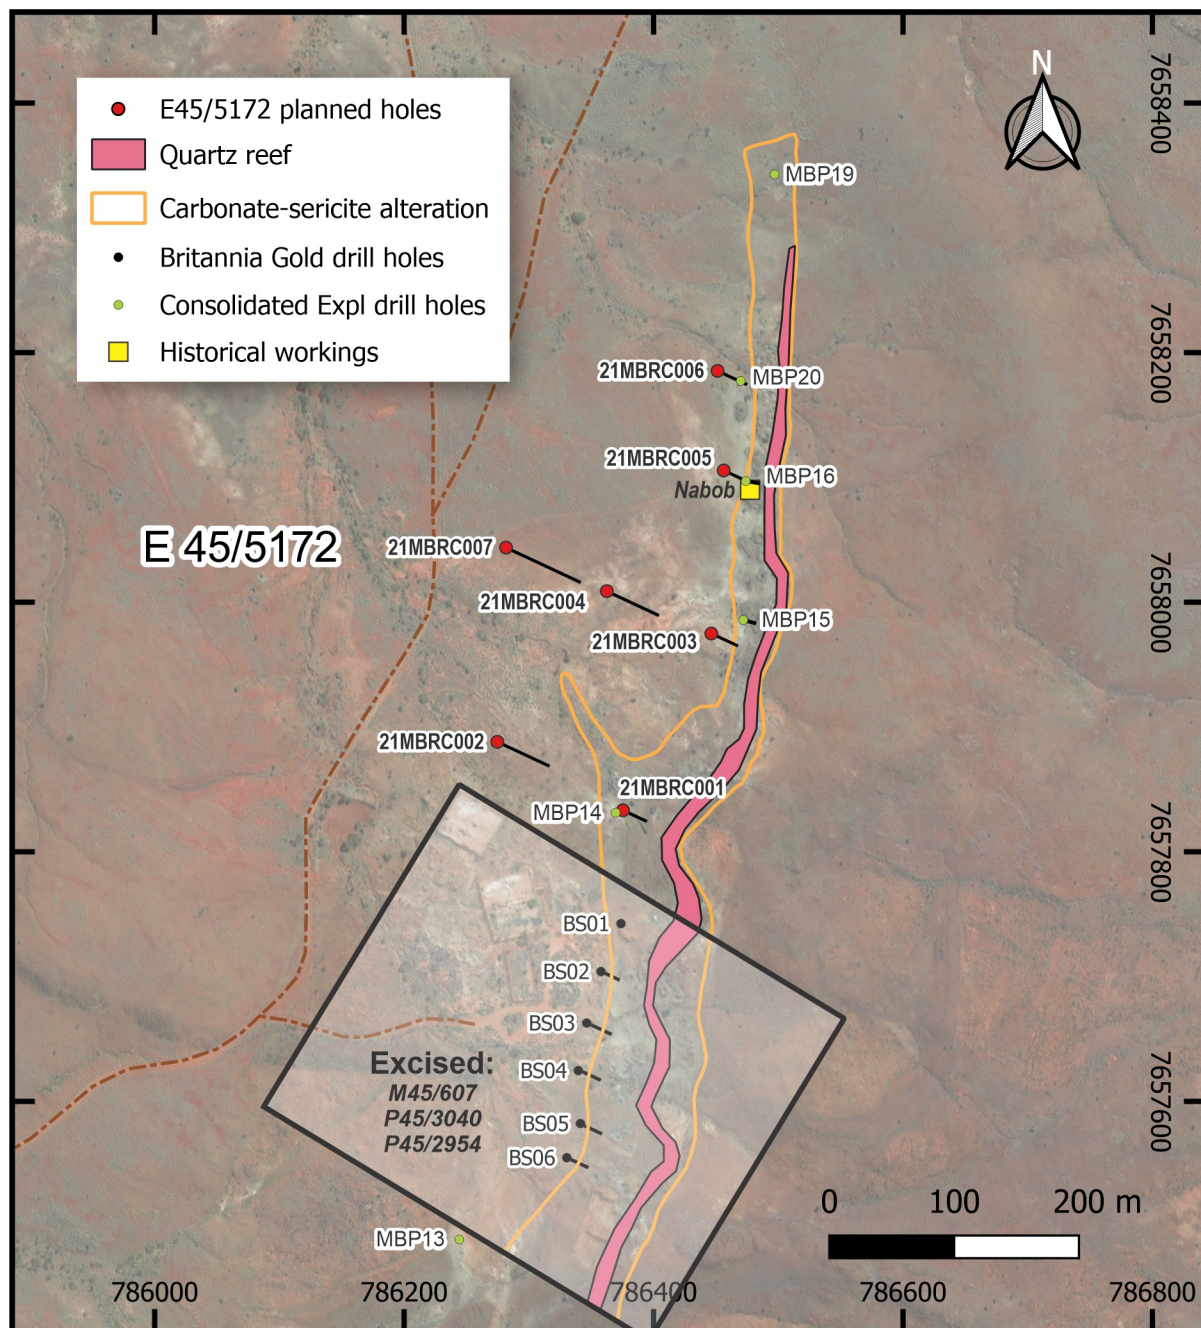 E45/5172 planned holes
Quartz reef
Carbonate-sericite alteration
Britannia Gold drill holes
Consolidated Expl drill holes
Historical workings
N
7658400
MBP19
7658200
21MBRC006
MBP20
21MBRC005
MBP16
Nabob
E 45/5172
21MBRC007
21MBRC004
7658000
21MBRC003
MBP15
21MBRC002
21MBRC001
MBP14
7657800
BS01
BS02
BS03
Excised:
M45/607
P45/3040
P45/2954
BS04
BS05
BS06
7657600
0 100 200 m
MBP13
786000 786200 786400 786600 786800